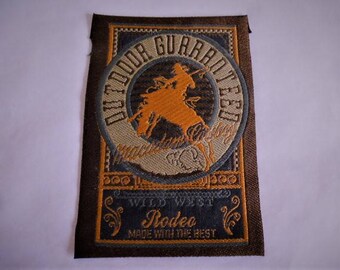 OUTDOOR GUARANTEED
WILD WEST
Rodeo
MADE WITH THE BEST